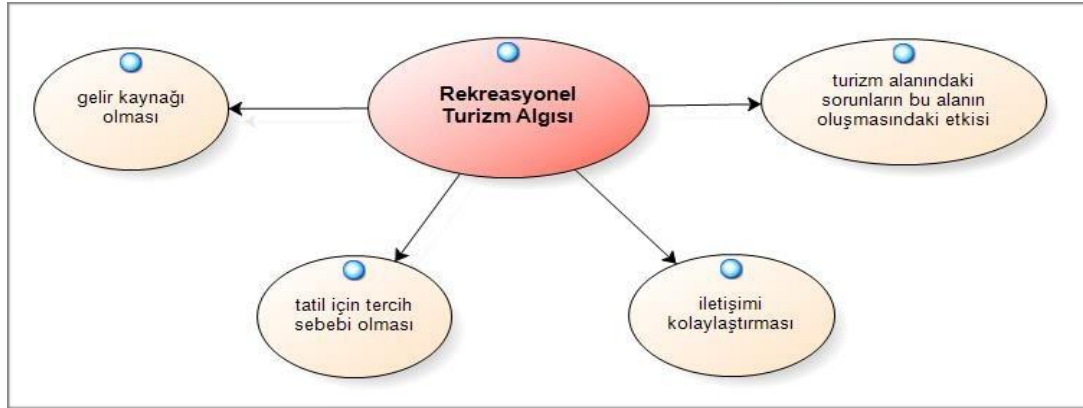 Rekreasyonel
Turizm Algısı
gelir kaynağı
olması
turizm alanındaki
sorunların bu alanın
oluşmasındaki etkisi
tatil için tercih
sebebi olması
iletişimi
kolaylaştırması